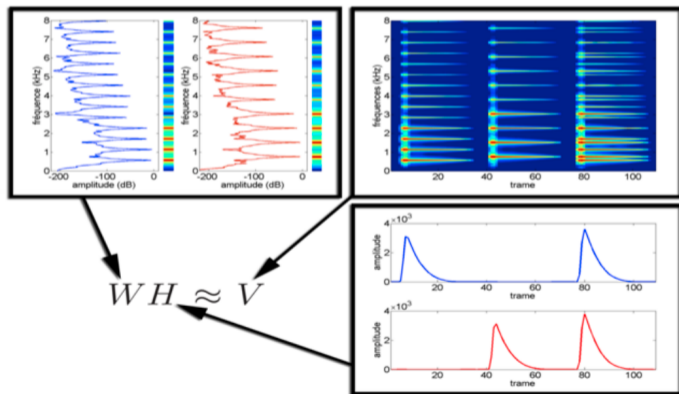 8
7
6
5
4
3
2
1
0
fréquence (kHz)
-200 -100 0
amplitude (dB)
8
7
6
5
4
3
2
1
0
fréquence (kHz)
-200 -100 0
amplitude (dB)
8
7
6
5
4
3
2
1
0
fréquences (kHz)
20 40 60 80 100
trame
WH ≈ V
4 x 10³
2
0
amplitude
20 40 60 80 100
trame
4 x 10³
2
0
amplitude
20 40 60 80 100
trame